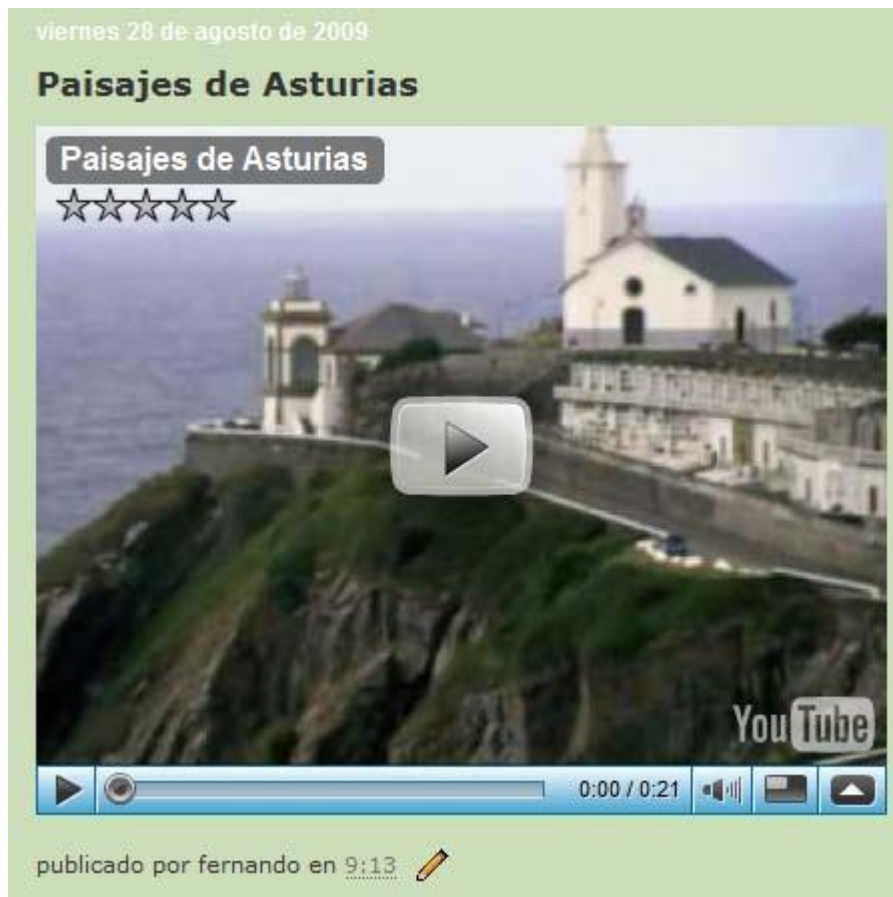 viernes 28 de agosto de 2009
Paisajes de Asturias
Paisajes de Asturias
YouTube
0:00 / 0:21
publicado por fernando en 9:13